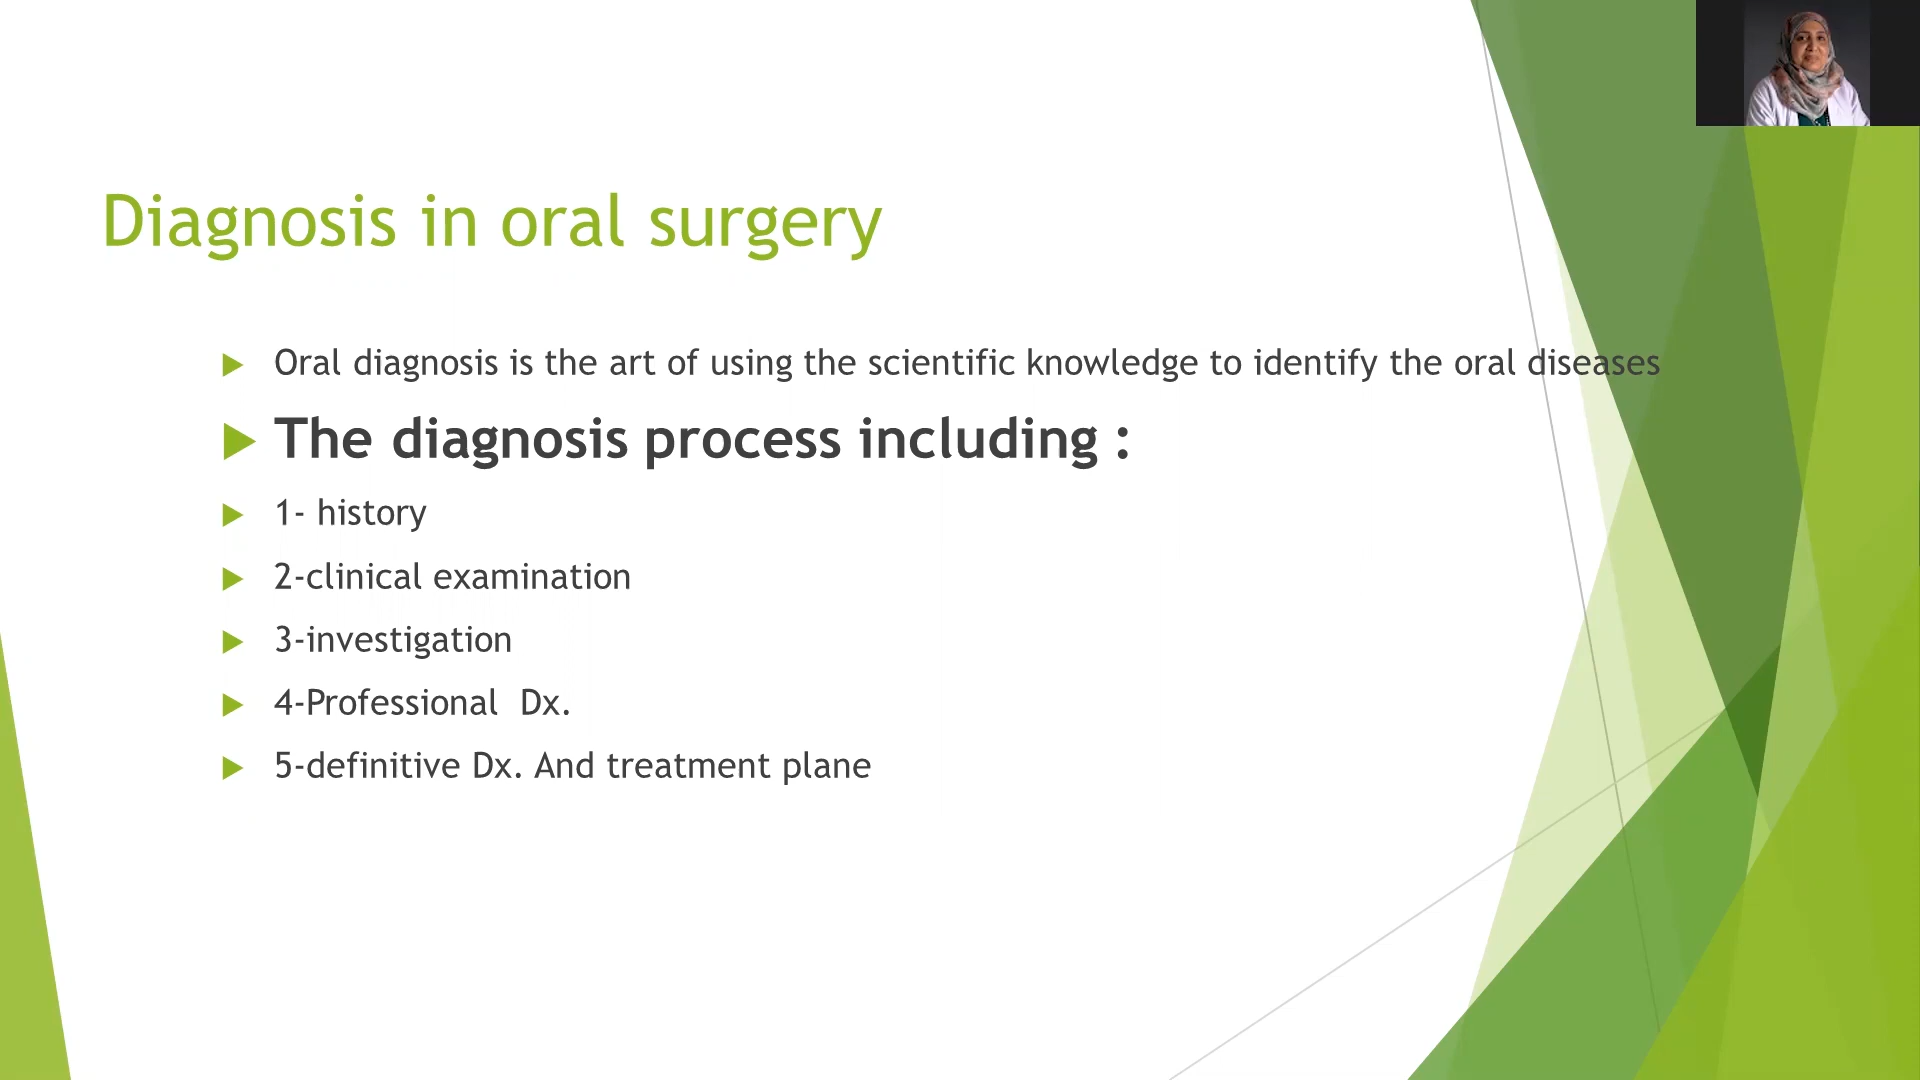 Diagnosis in oral surgery
Oral diagnosis is the art of using the scientific knowledge to identify the oral diseases
The diagnosis process including :
1- history
2-clinical examination
3-investigation
4-Professional  Dx.
5-definitive Dx. And treatment plane